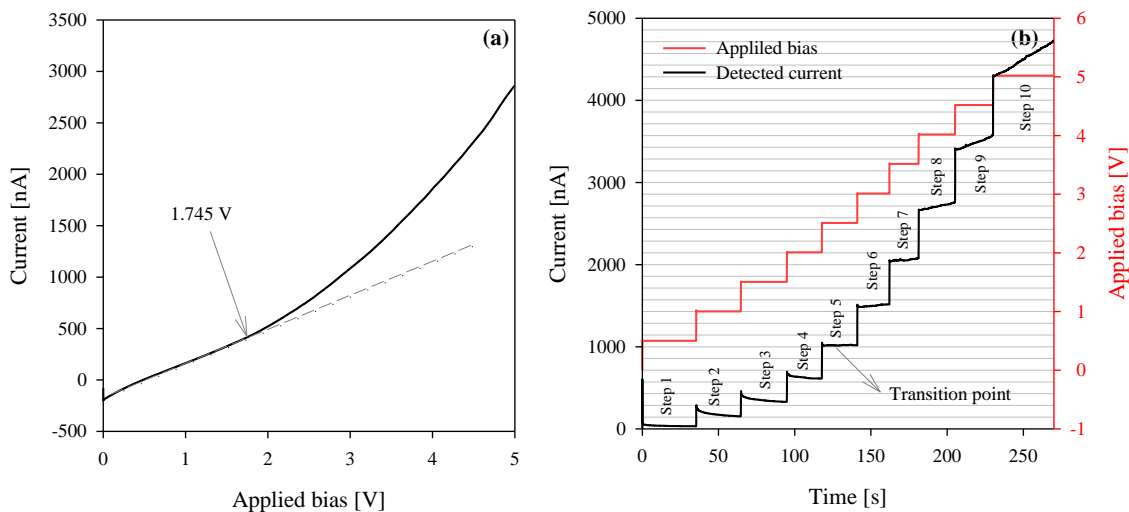 (a)
Current [nA]
3500
3000
2500
2000
1500
1000
500
0
-500
1.745 V
0 1 2 3 4 5
Applied bias [V]
(b)
Appliled bias
Detected current
Current [nA]
5000
4000
3000
2000
1000
0
Step 1
Step 2
Step 3
Step 4
Step 5
Step 6
Step 7
Step 8
Step 9
Step 10
Transition point
0 50 100 150 200 250
Time [s]
6
5
4
3
2
1
0
-1
Applied bias [V]